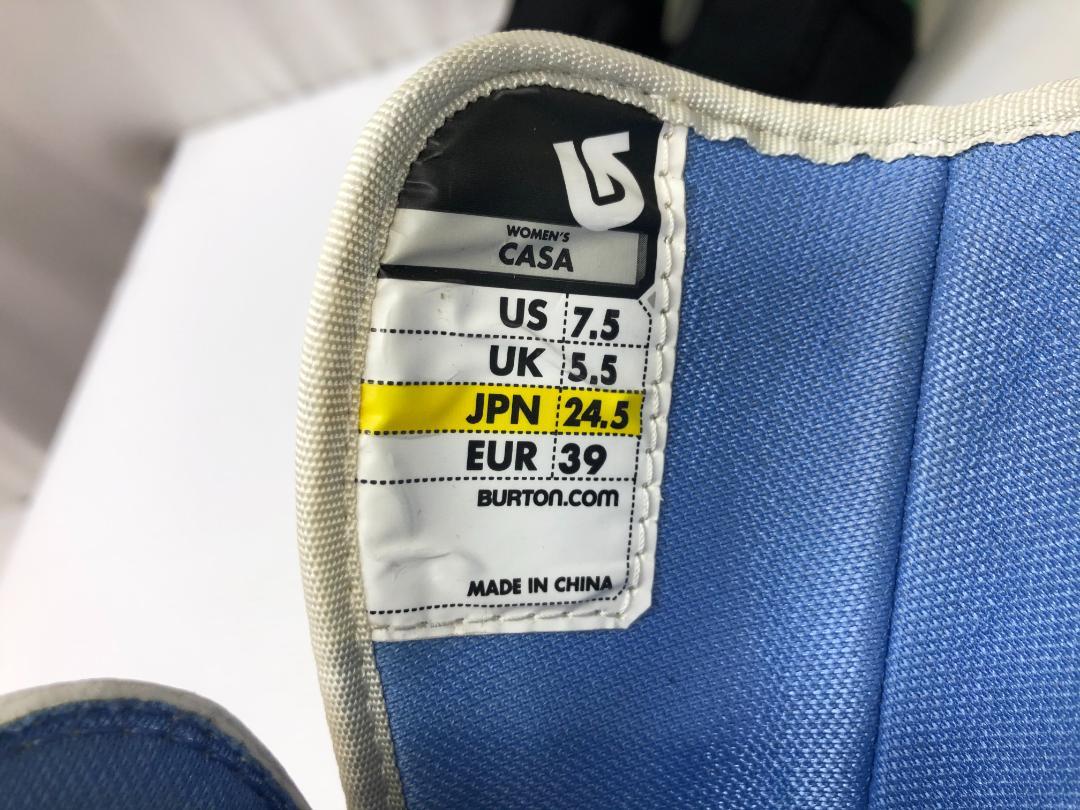 WOMEN'S
CASA
US 7.5
UK 5.5
JPN 24.5
EUR 39
BURTON.COM
MADE IN CHINA